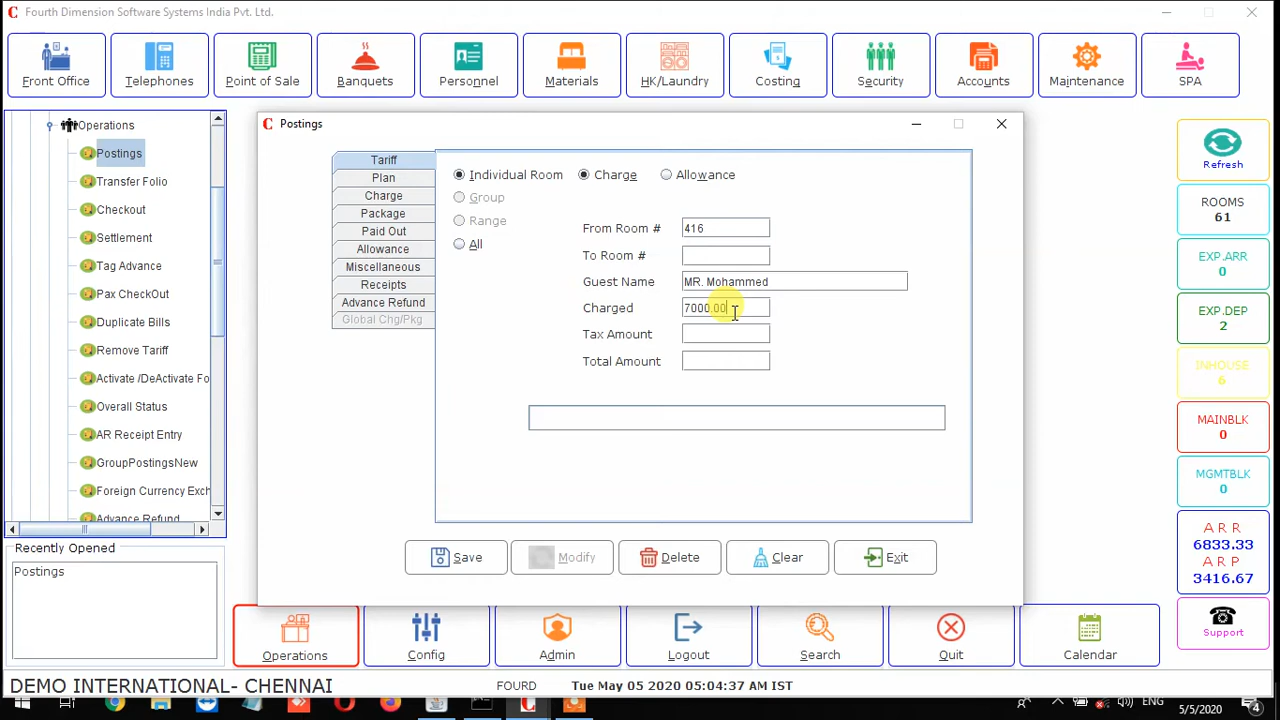 Fourth Dimension Software Systems India Pvt. Ltd.
Front Office
Telephones
Point of Sale
Banquets
Personnel
Materials
HK/Laundry
Costing
Security
Accounts
Maintenance
SPA
Operations
Postings
Transfer Folio
Checkout
Settlement
Tag Advance
Pax CheckOut
Duplicate Bills
Remove Tariff
Activate /DeActivate Fo
Overall Status
AR Receipt Entry
GroupPostingsNew
Foreign Currency Exch
Advance Refund
Recently Opened
Postings
Postings
Tariff
Plan
Charge
Package
Paid Out
Allowance
Miscellaneous
Receipts
Advance Refund
Global Chg/Pkg
Individual Room
Charge
Allowance
Group
Range
All
From Room # 416
To Room #
Guest Name MR. Mohammed
Charged 7000.00
Tax Amount
Total Amount
Save
Modify
Delete
Clear
Exit
Refresh
ROOMS
61
EXP.ARR
0
EXP.DEP
2
INHOUSE
6
MAINBLK
0
MGMTBLK
0
A R R
6833.33
A R P
3416.67
Support
Operations
Config
Admin
Logout
Search
Quit
Calendar
DEMO INTERNATIONAL- CHENNAI
FOURD
Tue May 05 2020 05:04:37 AM IST
ENG
5/5/2020
4